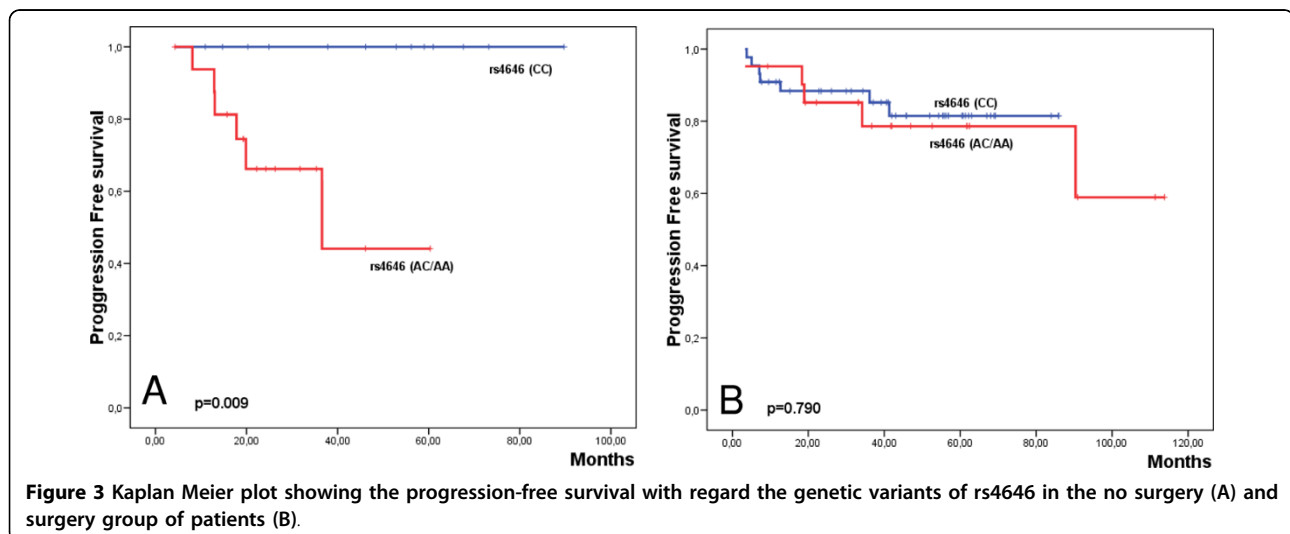 Proggression Free survival
1,0
0,8
0,6
0,4
0,2
0,0
rs4646 (CC)
rs4646 (AC/AA)
A
p=0.009
0,00 20,00 40,00 60,00 80,00 100,00
Months
Proggression Free survival
1,0
0,8
0,6
0,4
0,2
0,0
rs4646 (CC)
rs4646 (AC/AA)
B
p=0.790
0,00 20,00 40,00 60,00 80,00 100,00 120,00
Months
Figure 3 Kaplan Meier plot showing the progression-free survival with regard the genetic variants of rs4646 in the no surgery (A) and
surgery group of patients (B).